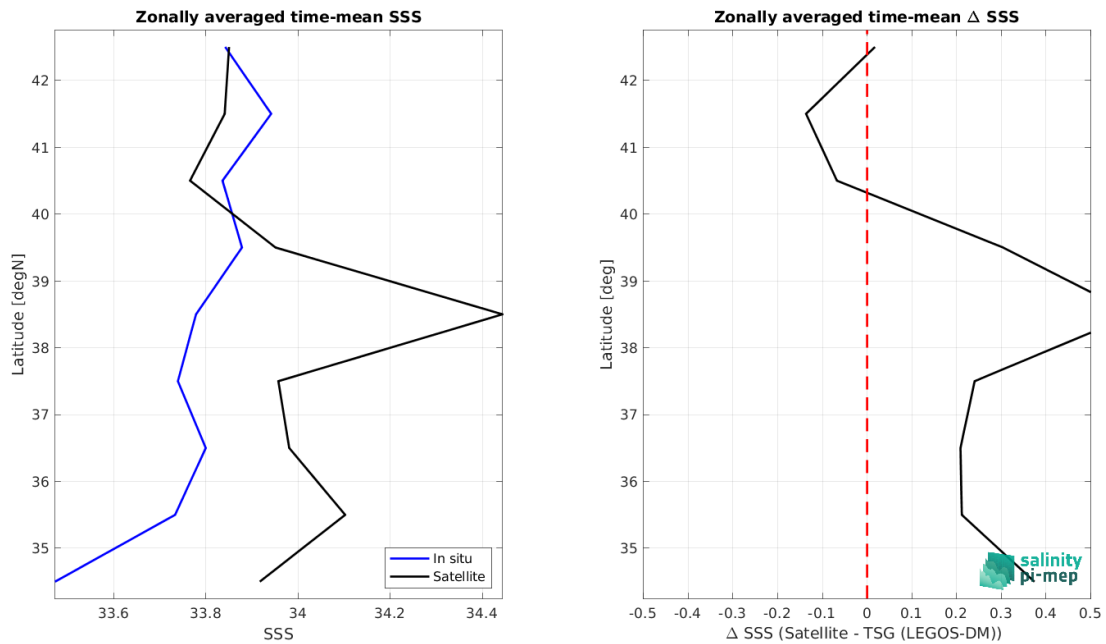 Zonally averaged time-mean SSS
42
41
40
39
38
37
36
35
Latitude [degN]
33.6 33.8 34 34.2 34.4
SSS
In situ
Satellite
Zonally averaged time-mean Δ SSS
42
41
40
39
38
37
36
35
Latitude [deg]
-0.5 -0.4 -0.3 -0.2 -0.1 0 0.1 0.2 0.3 0.4 0.5
Δ SSS (Satellite - TSG (LEGOS-DM))
salinity
pi-mep